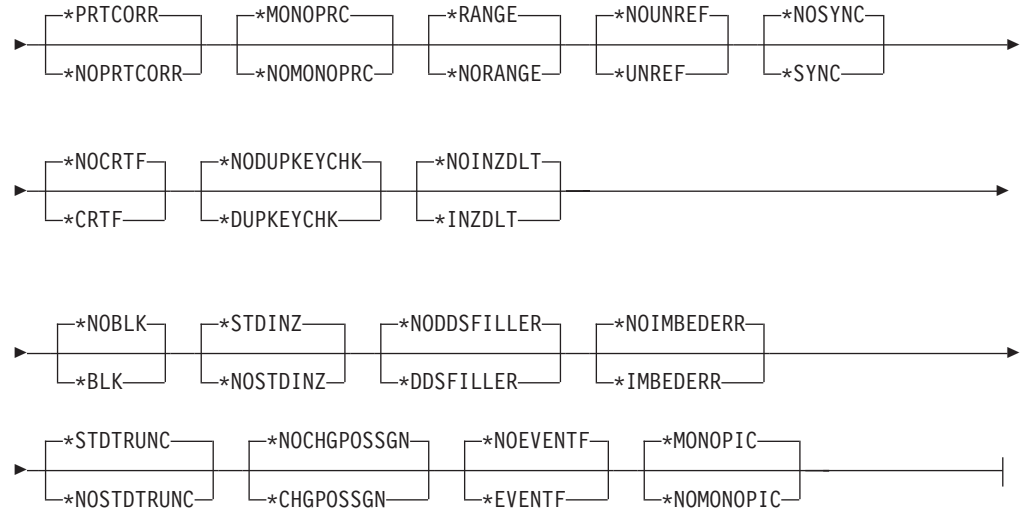 *PRTCORR *MONOPRC *RANGE *NOUNREF *NOSYNC
*NOPRTCORR *NOMONOPRC *NORANGE *UNREF *SYNC
*NOCRTF *NODUPKEYCHK *NOINZDLT
*CRTF *DUPKEYCHK *INZDLT
*NOBLK *STDINZ *NODDSFILLER *NOIMBEDERR
*BLK *NOSTDINZ *DDSFILLER *IMBEDERR
*STDTRUNC *NOCHGPOSSGN *NOEVENTF *MONOPIC
*NOSTDTRUNC *CHGPOSSGN *EVENTF *NOMONOPIC